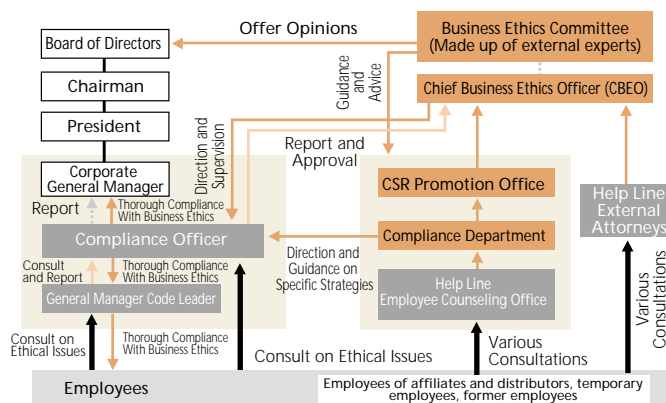 Board of Directors
Offer Opinions
Business Ethics Committee
(Made up of external experts)
Chairman
Guidance
and
Advice
Chief Business Ethics Officer (CBEO)
President
Direction and
Supervision
Report and
Approval
Corporate
General Manager
CSR Promotion Office
Help Line
External
Attorneys
Report
Thorough Compliance
With Business Ethics
Compliance Officer
Compliance Department
Consult
and Report
Thorough Compliance
With Business Ethics
Direction and
Guidance on
Specific Strategies
Help Line
Employee Counseling Office
General Manager Code Leader
Various
Consultations
Consult on
Ethical Issues
Thorough Compliance
With Business Ethics
Consult on Ethical Issues
Various
Consultations
Employees
Employees of affiliates and distributors, temporary
employees, former employees